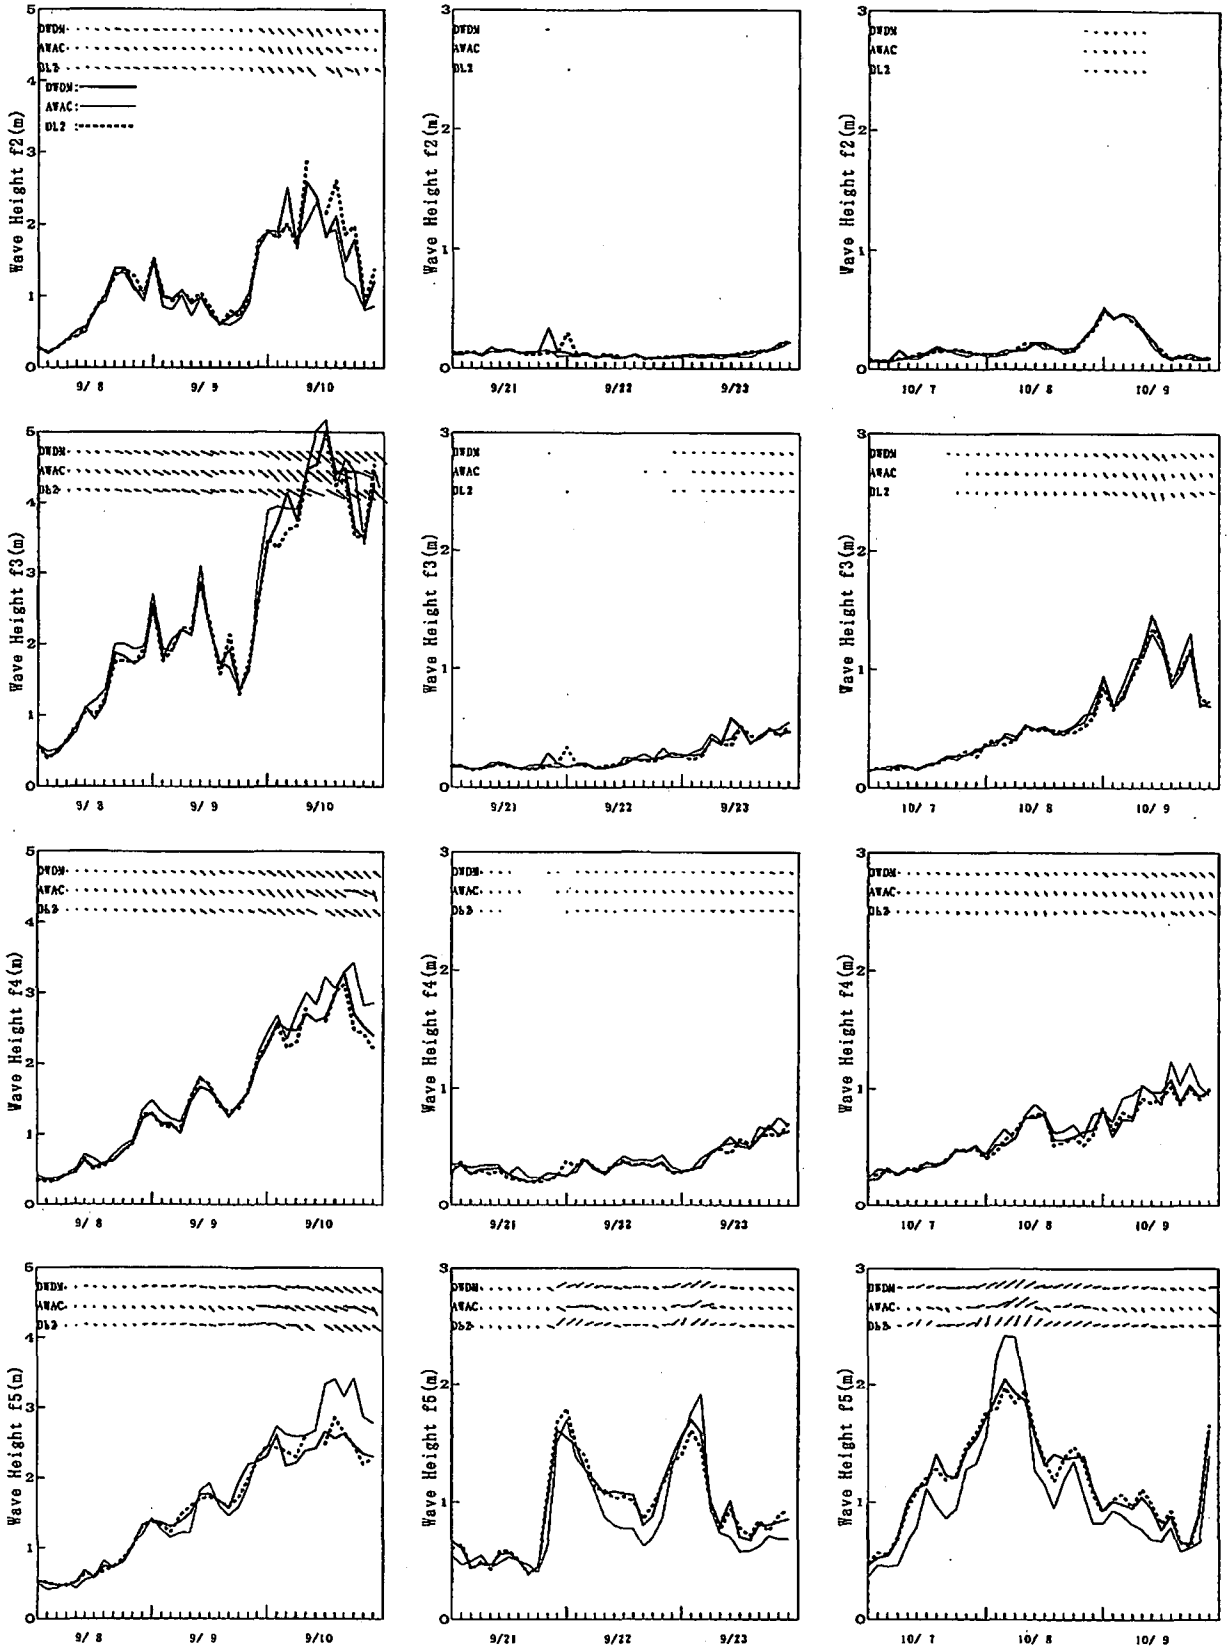 5
DWDM
AWAC
DL2
4
DWDM:
AWAC:
DL2 :
3
2
1
0
Wave Height f2(m)
9/ 8
9/ 9
9/10
3
DWDM
AWAC
DL2
2
1
0
Wave Height f2(m)
9/21
9/22
9/23
3
DWDM
AWAC
DL2
2
1
0
Wave Height f2(m)
10/ 7
10/ 8
10/ 9
5
DWDM
AWAC
DL2
4
3
2
1
0
Wave Height f3(m)
9/ 8
9/ 9
9/10
3
DWDM
AWAC
DL2
2
1
0
Wave Height f3(m)
9/21
9/22
9/23
3
DWDM
AWAC
DL2
2
1
0
Wave Height f3(m)
10/ 7
10/ 8
10/ 9
5
DWDM
AWAC
DL2
4
3
2
1
0
Wave Height f4(m)
9/ 8
9/ 9
9/10
3
DWDM
AWAC
DL2
2
1
0
Wave Height f4(m)
9/21
9/22
9/23
3
DWDM
AWAC
DL2
2
1
0
Wave Height f4(m)
10/ 7
10/ 8
10/ 9
5
DWDM
AWAC
DL2
4
3
2
1
0
Wave Height f5(m)
9/ 8
9/ 9
9/10
3
DWDM
AWAC
DL2
2
1
0
Wave Height f5(m)
9/21
9/22
9/23
3
DWDM
AWAC
DL2
2
1
0
Wave Height f5(m)
10/ 7
10/ 8
10/ 9